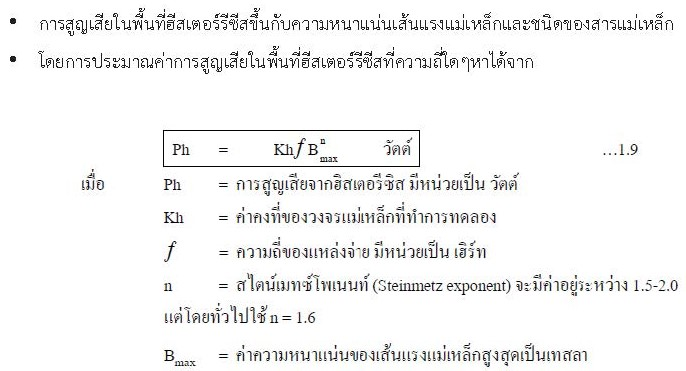 • การสูญเสียในพื้นที่ฮีสเตอร์รีซีสขึ้นกับความหนาแน่นเส้นแรงแม่เหล็กและชนิดของสารแม่เหล็ก
• โดยการประมาณค่าการสูญเสียในพื้นที่ฮีสเตอร์รีซีสที่ความถี่ใดๆหาได้จาก
Ph = Kh f B_max^n วัตต์ ...1.9
เมื่อ Ph = การสูญเสียจากฮิสเตอรีซิส มีหน่วยเป็น วัตต์
Kh = ค่าคงที่ของวงจรแม่เหล็กที่ทำการทดลอง
f = ความถี่ของแหล่งจ่าย มีหน่วยเป็น เฮิร์ท
n = สไตน์เมทซ์โพเนนท์ (Steinmetz exponent) จะมีค่าอยู่ระหว่าง 1.5-2.0
แต่โดยทั่วไปใช้ n = 1.6
B_max = ค่าความหนาแน่นของเส้นแรงแม่เหล็กสูงสุดเป็นเทสลา